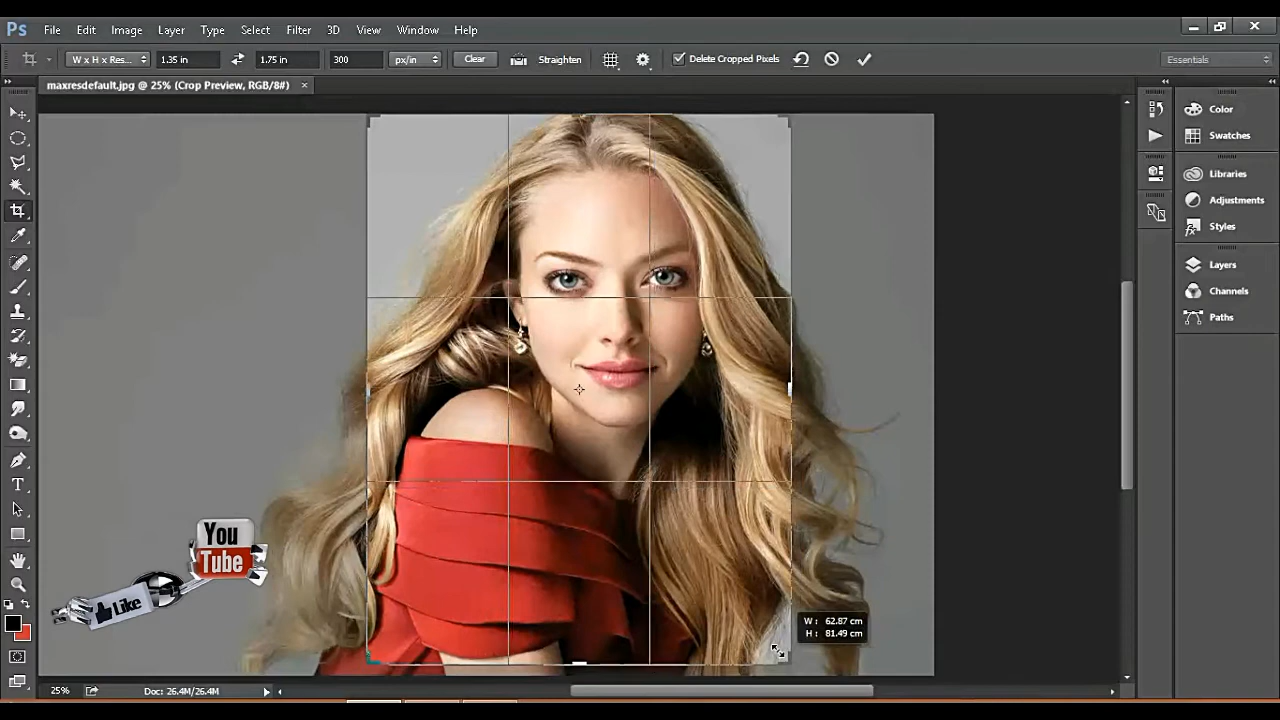 Ps File Edit Image Layer Type Select Filter 3D View Window Help
W x H x Res... 1.35 in 1.75 in 300 px/in Clear Straighten Delete Cropped Pixels Essentials
maxresdefault.jpg @ 25% (Crop Preview, RGB/8#) ×
Color
Swatches
Libraries
Adjustments
Styles
Layers
Channels
Paths
You
Tube
Like
W : 62.87 cm
H : 81.49 cm
25% Doc: 26.4M/26.4M